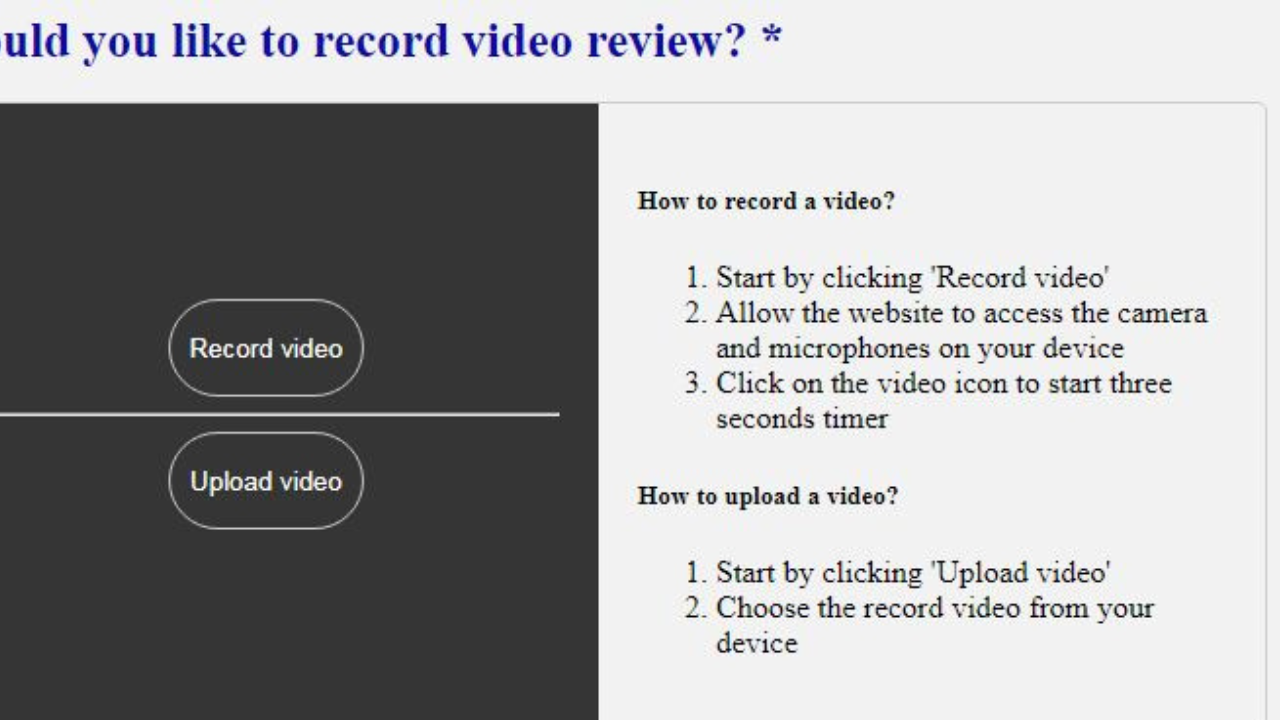 ould you like to record video review? *
Record video
Upload video
How to record a video?
1. Start by clicking 'Record video'
2. Allow the website to access the camera
and microphones on your device
3. Click on the video icon to start three
seconds timer
How to upload a video?
1. Start by clicking 'Upload video'
2. Choose the record video from your
device